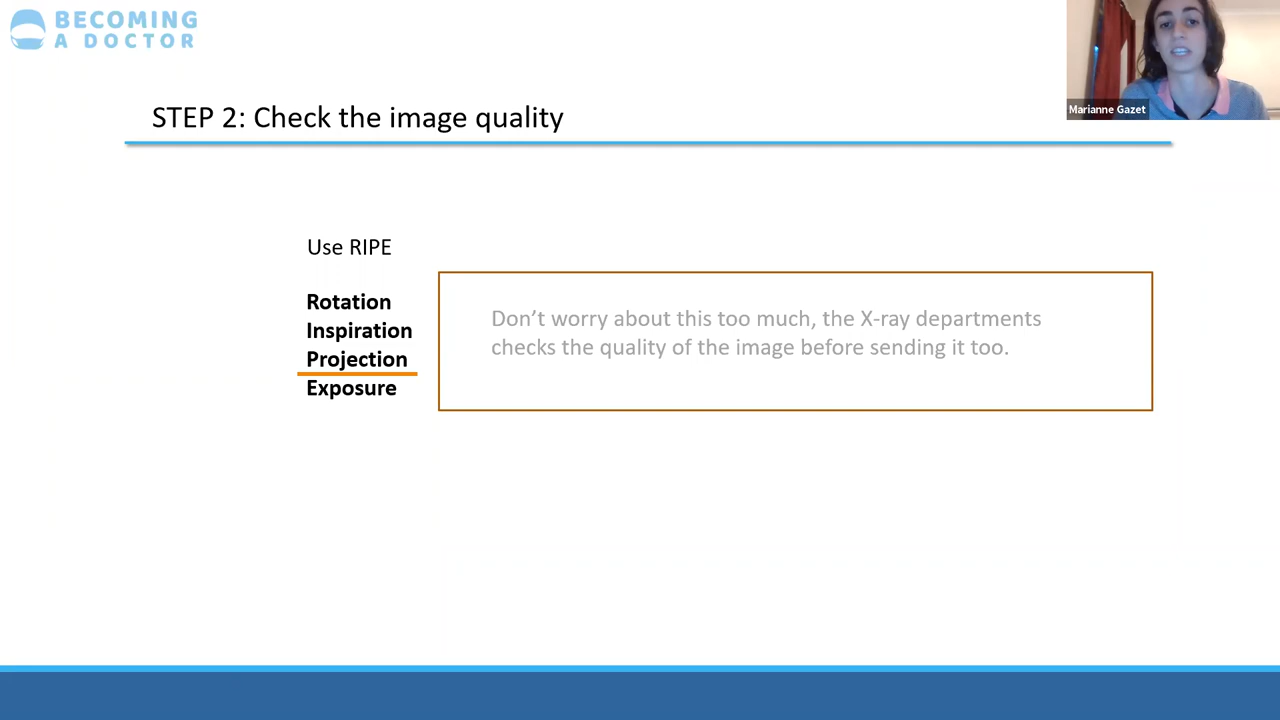 BECOMING
A DOCTOR
Marianne Gazet
STEP 2: Check the image quality
Use RIPE
Rotation
Inspiration
Projection
Exposure
Don't worry about this too much, the X-ray departments
checks the quality of the image before sending it too.